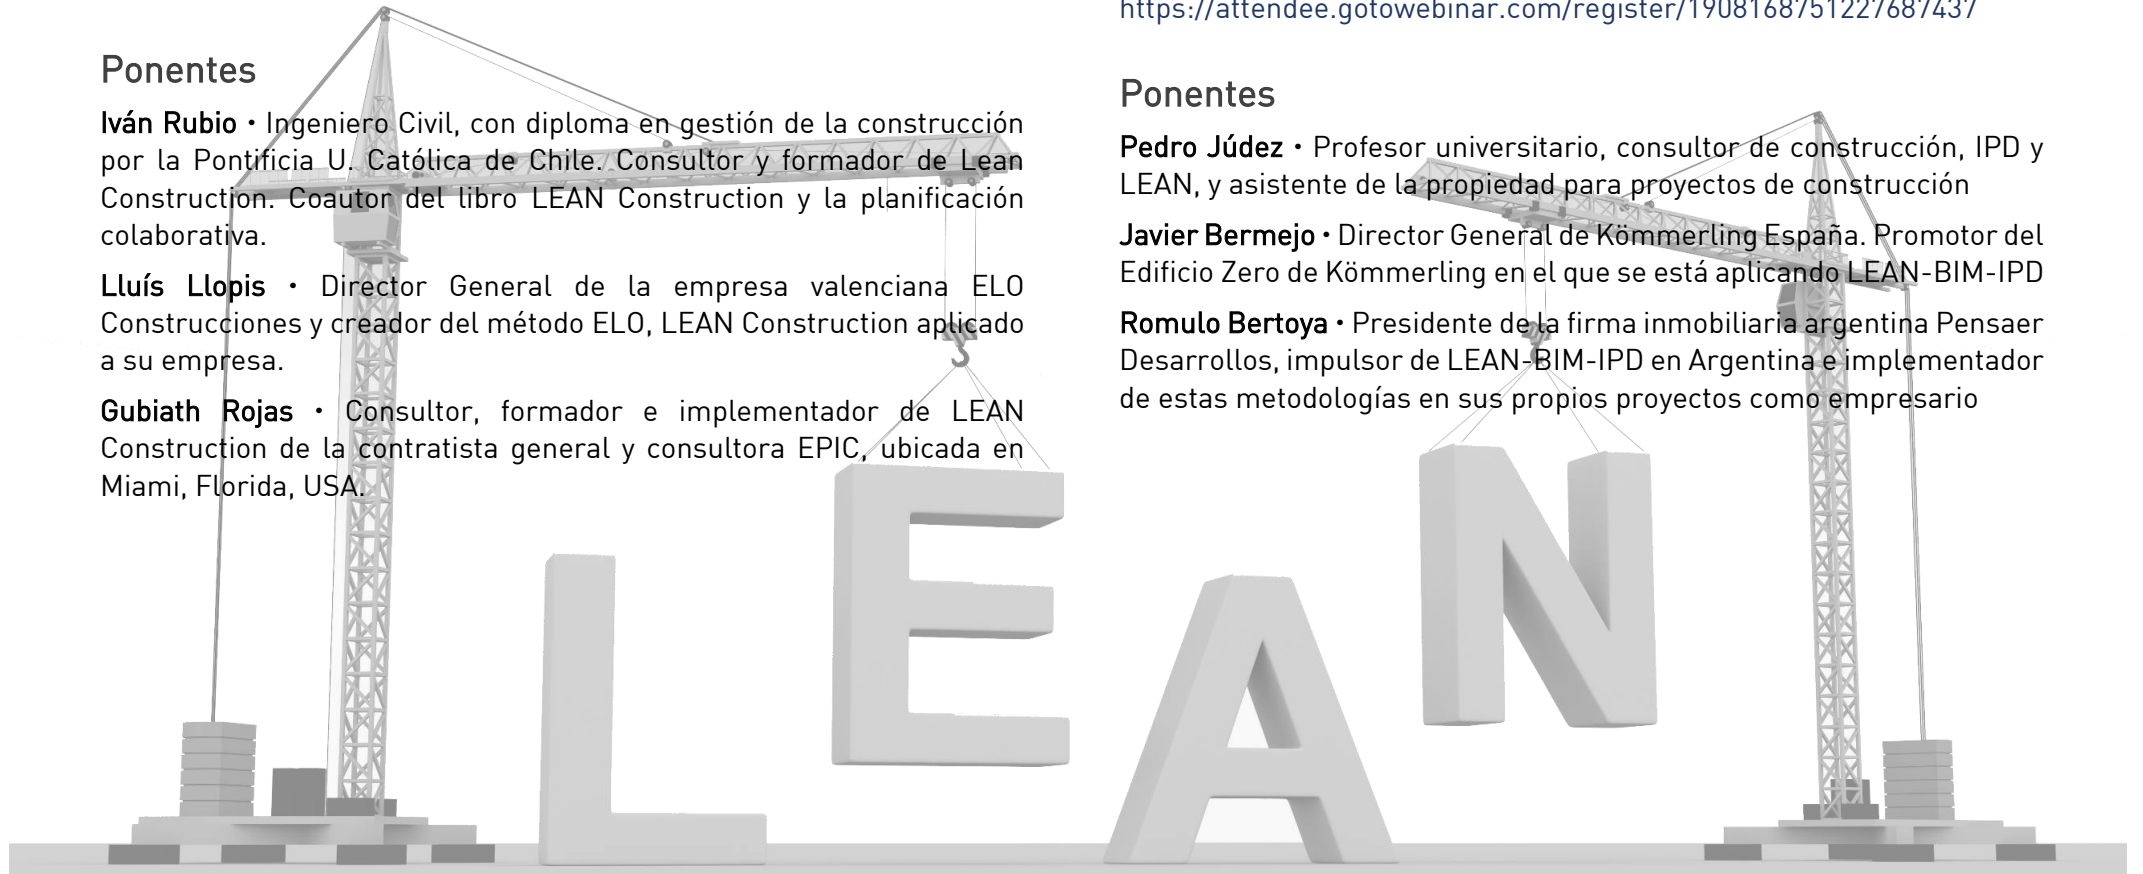 Ponentes
Iván Rubio • Ingeniero Civil, con diploma en gestión de la construcción
por la Pontificia U. Católica de Chile. Consultor y formador de Lean
Construction. Coautor del libro LEAN Construction y la planificación
colaborativa.
Lluís Llopis • Director General de la empresa valenciana ELO
Construcciones y creador del método ELO, LEAN Construction aplicado
a su empresa.
Gubiath Rojas • Consultor, formador e implementador de LEAN
Construction de la contratista general y consultora EPIC, ubicada en
Miami, Florida, USA.
https://attendee.gotowebinar.com/register/1908168751227687437
Ponentes
Pedro Júdez • Profesor universitario, consultor de construcción, IPD y
LEAN, y asistente de la propiedad para proyectos de construcción
Javier Bermejo • Director General de Kömmerling España. Promotor del
Edificio Zero de Kömmerling en el que se está aplicando LEAN-BIM-IPD
Romulo Bertoya • Presidente de la firma inmobiliaria argentina Pensaer
Desarrollos, impulsor de LEAN-BIM-IPD en Argentina e implementador
de estas metodologías en sus propios proyectos como empresario
LEAN